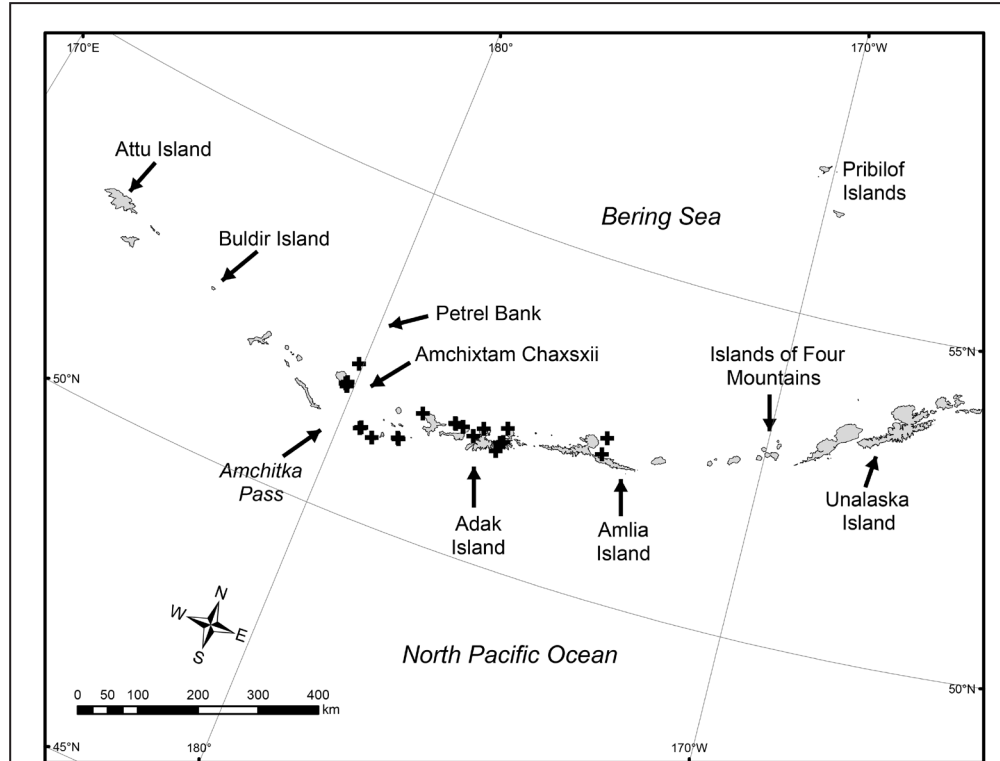 170°E
180°
170°W
Attu Island
Pribilof
Islands
Bering Sea
Buldir Island
Petrel Bank
Amchixtam Chaxsxii
Islands of Four
Mountains
55°N
50°N
Amchitka
Pass
Adak
Island
Amlia
Island
Unalaska
Island
N
W
E
S
North Pacific Ocean
0 50 100 200 300 400
km
50°N
45°N
180°
170°W